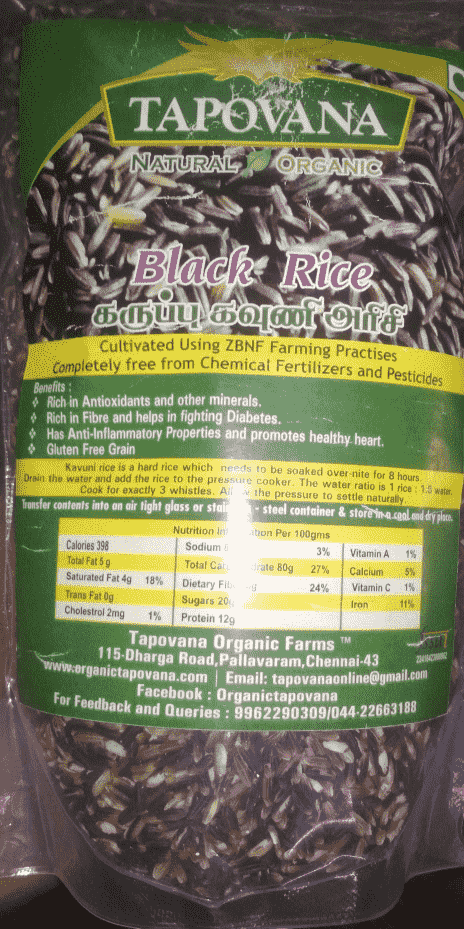 TAPOVANA
NATURAL ORGANIC
Black Rice
கருப்பு கவுணி அரிசி
Cultivated Using ZBNF Farming Practises
Completely free from Chemical Fertilizers and Pesticides
Benefits :
❖ Rich in Antioxidants and other minerals.
❖ Rich in Fibre and helps in fighting Diabetes.
❖ Has Anti-Inflammatory Properties and promotes healthy heart.
❖ Gluten Free Grain
Kavuni rice is a hard rice which needs to be soaked over-nite for 8 hours.
Drain the water and add the rice to the pressure cooker. The water ratio is 1 rice : 1.5 water.
Cook for exactly 3 whistles. the pressure to settle naturally
Transfer contents into an air tight glass or - steel container & store in a cool and dry place.
Nutrition Per 100gms
Calories 398 Sodium 3% Vitamin A 1%
Total Fat 5 g Total 80g 27% Calcium 5%
Saturated Fat 4g 18% Dietary 24% Vitamin C 1%
Trans Fat 0g Sugars Iron 11%
Cholestrol 2mg 1% Protein 12g
Tapovana Organic Farms ™
115-Dharga Road,Pallavaram,Chennai-43
www.organictapovana.com | Email: tapovanaonline@gmail.com
Facebook : Organictapovana
For Feedback and Queries : 9962290309/044-22663188